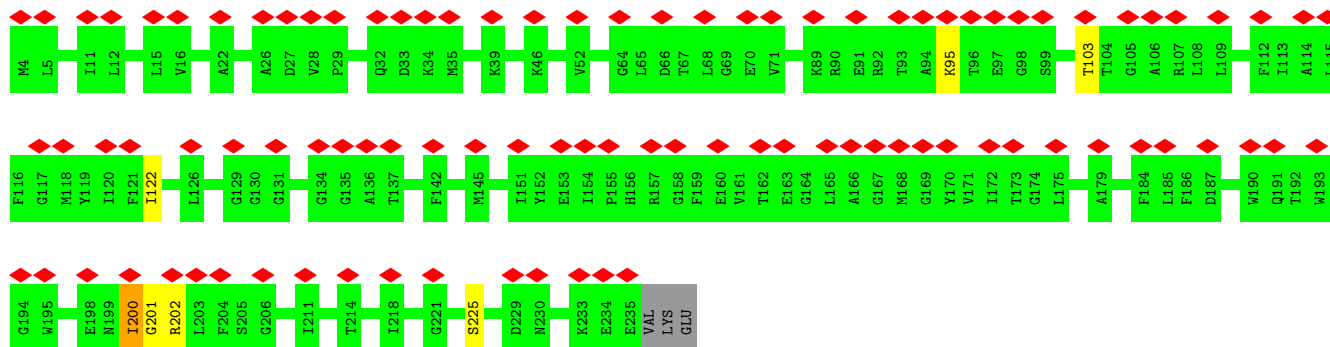 M4 L5 I11 L12 L15 V16 A22 A26 D27 V28 P29 Q32 D33 K34 M35 K39 K46 V52 G64 L65 D66 T67 L68 G69 E70 V71 K89 R90 E91 R92 T93 A94 K95 T96 E97 G98 S99 T103 T104 G105 A106 R107 L108 L109 F112 I113 A114 L115
F116 G117 M118 Y119 I120 F121 I122 L126 G129 G130 G131 G134 G135 A136 T137 F142 M145 I151 Y152 E153 I154 P155 H156 R157 G158 F159 E160 V161 T162 E163 G164 L165 A166 G167 M168 G169 Y170 V171 I172 T173 G174 L175 A179 F184 L185 F186 D187 W190 Q191 T192 W193
G194 W195 E198 N199 I200 G201 R202 L203 F204 S205 G206 I211 T214 I218 G221 S225 D229 N230 K233 E234 E235 VAL LYS GLU